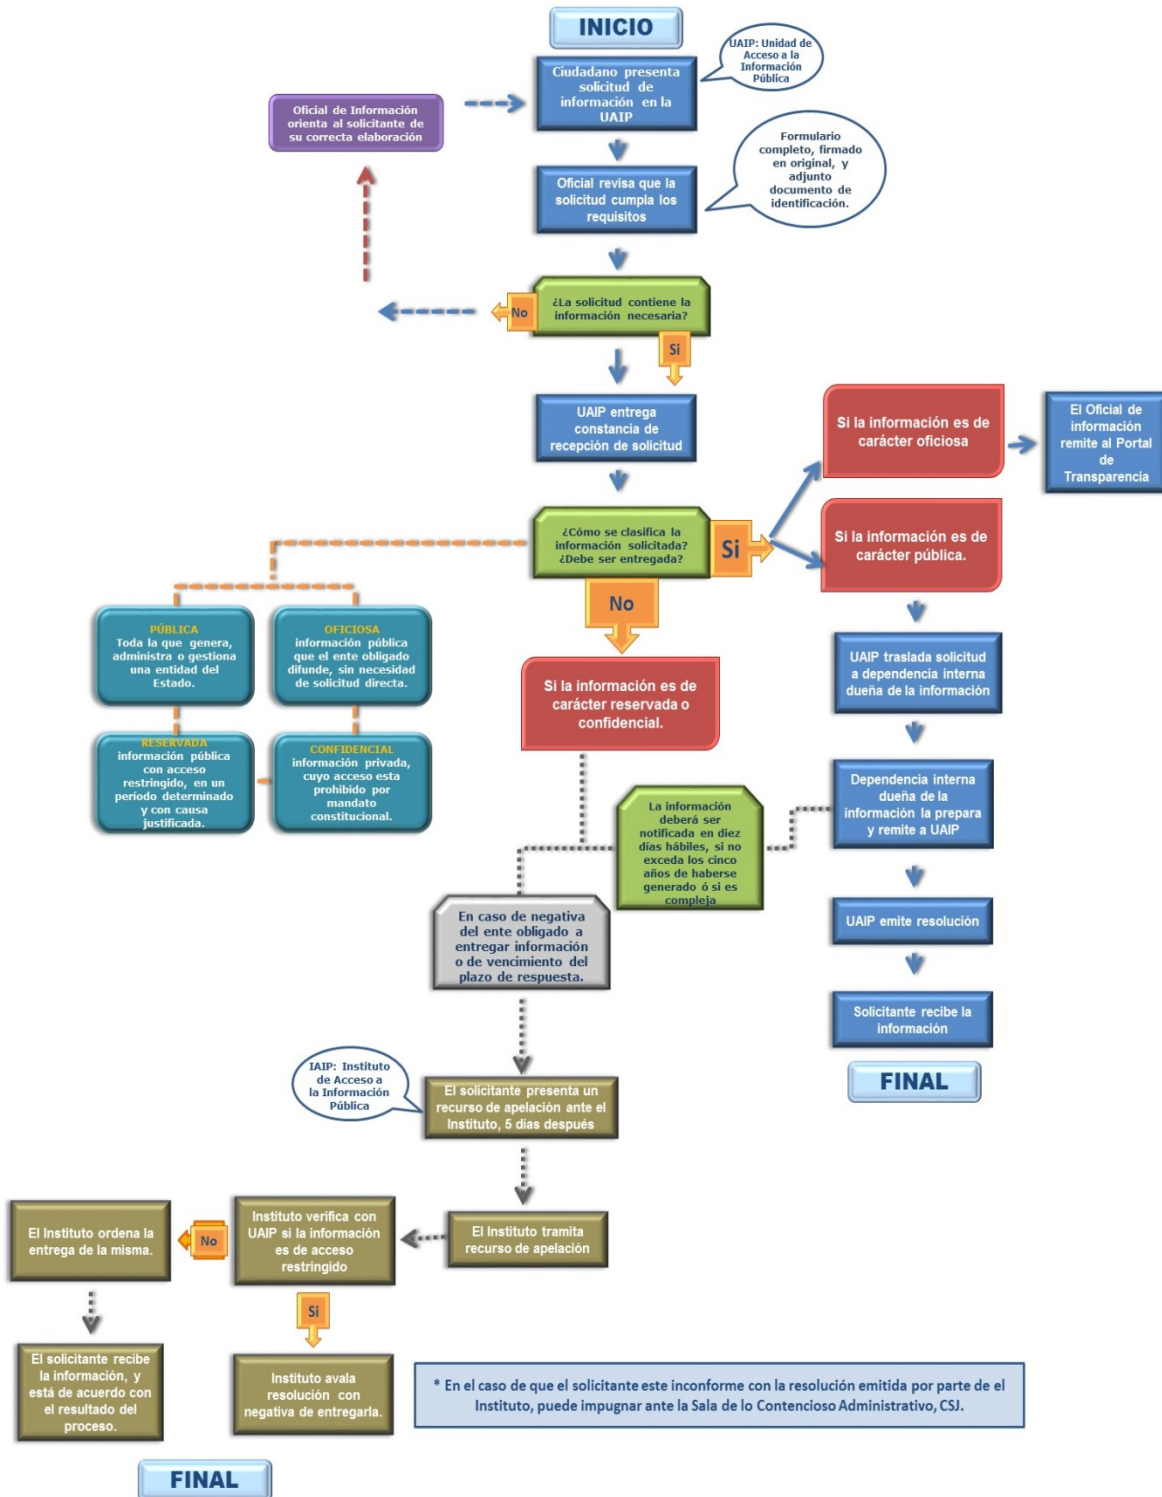 INICIO
UAIP: Unidad de
Acceso a la
Información
Pública
Ciudadano presenta
solicitud de
información en la
UAIP
Oficial de Información
orienta al solicitante de
su correcta elaboración
Formulario
completo, firmado
en original, y
adjunto
documento de
identificación.
Oficial revisa que la
solicitud cumpla los
requisitos
¿La solicitud contiene la
información necesaria?
No
Si
UAIP entrega
constancia de
recepción de solicitud
Si la información es de
carácter oficiosa
El Oficial de
información
remite al Portal
de
Transparencia
¿Cómo se clasifica la
información solicitada?
¿Debe ser entregada?
Si
Si la información es de
carácter pública.
No
PÚBLICA
Toda la que genera,
administra o gestiona
una entidad del
Estado.
OFICIOSA
información pública
que el ente obligado
difunde, sin necesidad
de solicitud directa.
RESERVADA
información pública
con acceso
restringido, en un
período determinado
y con causa
justificada.
CONFIDENCIAL
información privada,
cuyo acceso esta
prohibido por
mandato
constitucional.
Si la información es de
carácter reservada o
confidencial.
UAIP traslada solicitud
a dependencia interna
dueña de la información
Dependencia interna
dueña de la
información la prepara
y remite a UAIP
La información
deberá ser
notificada en diez
días hábiles, si no
exceda los cinco
años de haberse
generado ó si es
compleja
UAIP emite resolución
En caso de negativa
del ente obligado a
entregar información
o de vencimiento del
plazo de respuesta.
Solicitante recibe la
información
FINAL
IAIP: Instituto
de Acceso a
la Información
Pública
El solicitante presenta un
recurso de apelación ante el
Instituto, 5 días después
El Instituto tramita
recurso de apelación
Instituto verifica con
UAIP si la información
es de acceso
restringido
No
El Instituto ordena la
entrega de la misma.
Si
El solicitante recibe
la información, y
está de acuerdo con
el resultado del
proceso.
Instituto avala
resolución con
negativa de entregarla.
* En el caso de que el solicitante este inconforme con la resolución emitida por parte de el
Instituto, puede impugnar ante la Sala de lo Contencioso Administrativo, CSJ.
FINAL